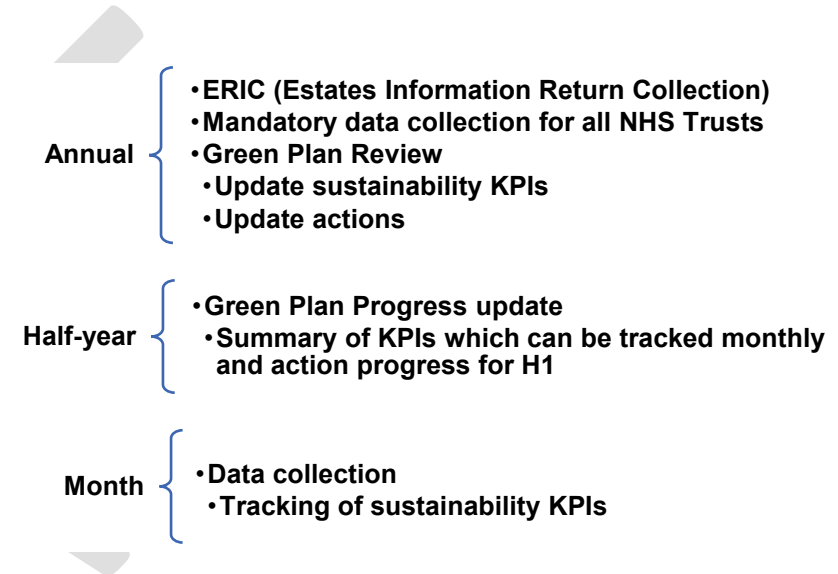 Annual
•ERIC (Estates Information Return Collection)
•Mandatory data collection for all NHS Trusts
•Green Plan Review
•Update sustainability KPIs
•Update actions
Half-year
•Green Plan Progress update
•Summary of KPIs which can be tracked monthly
and action progress for H1
Month
•Data collection
•Tracking of sustainability KPIs